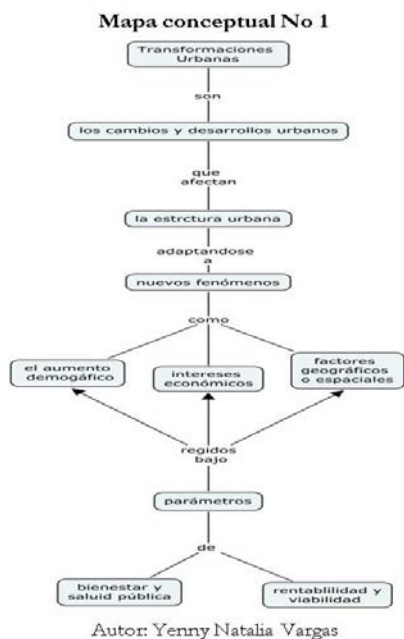 Mapa conceptual No 1
Transformaciones
Urbanas
son
los cambios y desarrollos urbanos
que
afectan
la estrctura urbana
adaptandose
a
nuevos fenómenos
como
el aumento
demogáfico
intereses
económicos
factores
geográficos
o espaciales
regidos
bajo
parámetros
de
bienestar y
saluid pública
rentablilidad y
viabilidad
Autor: Yenny Natalia Vargas